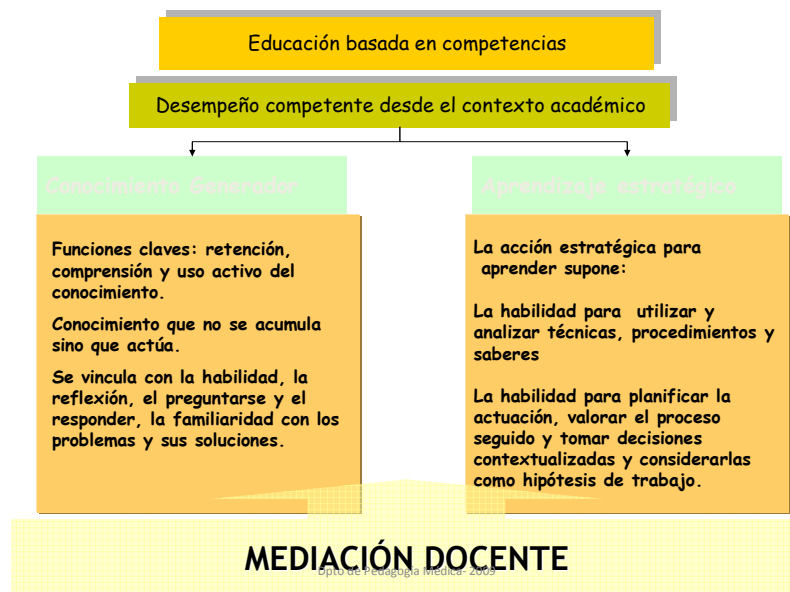 Educación basada en competencias
Desempeño competente desde el contexto académico
Conocimiento Generador
Aprendizaje estratégico
Funciones claves: retención,
comprensión y uso activo del
conocimiento.
Conocimiento que no se acumula
sino que actúa.
Se vincula con la habilidad, la
reflexión, el preguntarse y el
responder, la familiaridad con los
problemas y sus soluciones.
La acción estratégica para
aprender supone:
La habilidad para utilizar y
analizar técnicas, procedimientos y
saberes
La habilidad para planificar la
actuación, valorar el proceso
seguido y tomar decisiones
contextualizadas y considerarlas
como hipótesis de trabajo.
MEDIACIÓN DOCENTE
Dpto de Pedagogía Médica- 2009